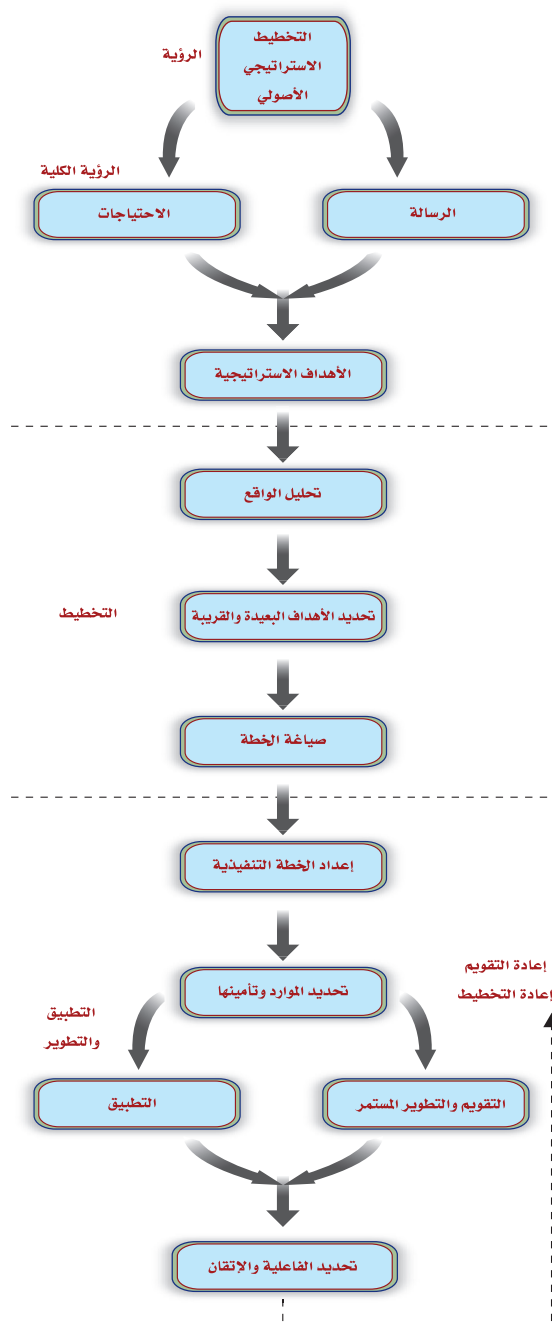 التخطيط
الاستراتيجي
الأصولي
الرؤية
الرؤية الكلية
الرسالة
الاحتياجات
الأهداف الاستراتيجية
تحليل الواقع
تحديد الأهداف البعيدة والقريبة
التخطيط
صياغة الخطة
إعداد الخطة التنفيذية
إعادة التقويم
إعادة التخطيط
تحديد الموارد وتأمينها
التطبيق
والتطوير
التقويم والتطوير المستمر
التطبيق
تحديد الفاعلية والإتقان